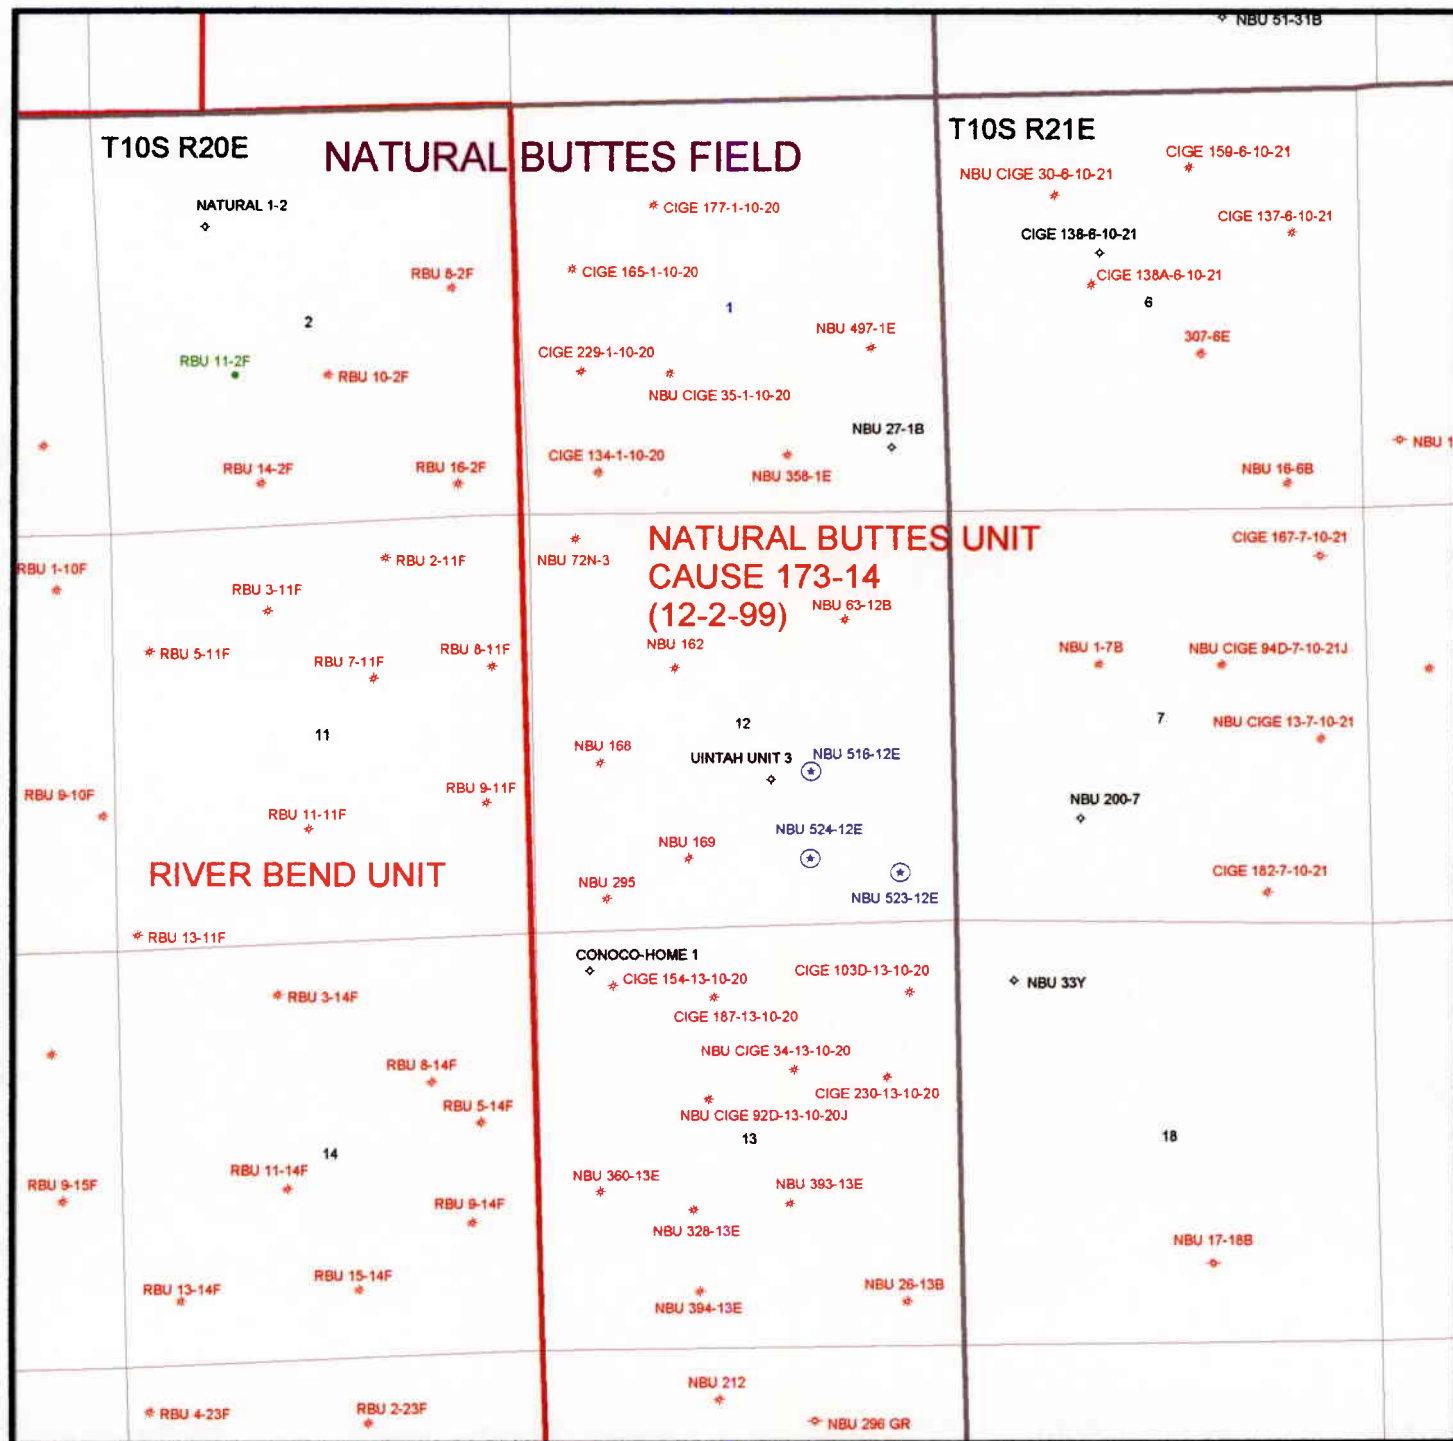 NBU 51-31B
T10S R20E
NATURAL BUTTES FIELD
T10S R21E
CIGE 159-6-10-21
NBU CIGE 30-6-10-21
NATURAL 1-2
CIGE 177-1-10-20
CIGE 137-6-10-21
CIGE 138-6-10-21
RBU 8-2F
CIGE 165-1-10-20
CIGE 138A-6-10-21
2
1
6
NBU 497-1E
307-6E
RBU 11-2F
CIGE 229-1-10-20
RBU 10-2F
NBU CIGE 35-1-10-20
NBU 27-1B
NBU 1
CIGE 134-1-10-20
RBU 14-2F
RBU 16-2F
NBU 358-1E
NBU 16-6B
NATURAL BUTTES UNIT
CAUSE 173-14
(12-2-99)
CIGE 167-7-10-21
RBU 1-10F
RBU 2-11F
NBU 72N-3
RBU 3-11F
NBU 63-12B
RBU 5-11F
RBU 7-11F
RBU 8-11F
NBU 162
NBU 1-7B
NBU CIGE 94D-7-10-21J
11
12
7
NBU CIGE 13-7-10-21
NBU 168
UINTAH UNIT 3
NBU 516-12E
RBU 9-10F
RBU 9-11F
NBU 200-7
RBU 11-11F
NBU 524-12E
NBU 169
RIVER BEND UNIT
NBU 295
NBU 523-12E
CIGE 182-7-10-21
RBU 13-11F
CONOCO-HOME 1
CIGE 154-13-10-20
CIGE 103D-13-10-20
NBU 33Y
RBU 3-14F
CIGE 187-13-10-20
NBU CIGE 34-13-10-20
RBU 8-14F
CIGE 230-13-10-20
RBU 5-14F
NBU CIGE 92D-13-10-20J
14
13
18
RBU 11-14F
NBU 360-13E
NBU 393-13E
RBU 9-15F
RBU 9-14F
NBU 328-13E
NBU 17-18B
RBU 13-14F
RBU 15-14F
NBU 394-13E
NBU 26-13B
NBU 212
RBU 4-23F
RBU 2-23F
NBU 296 GR